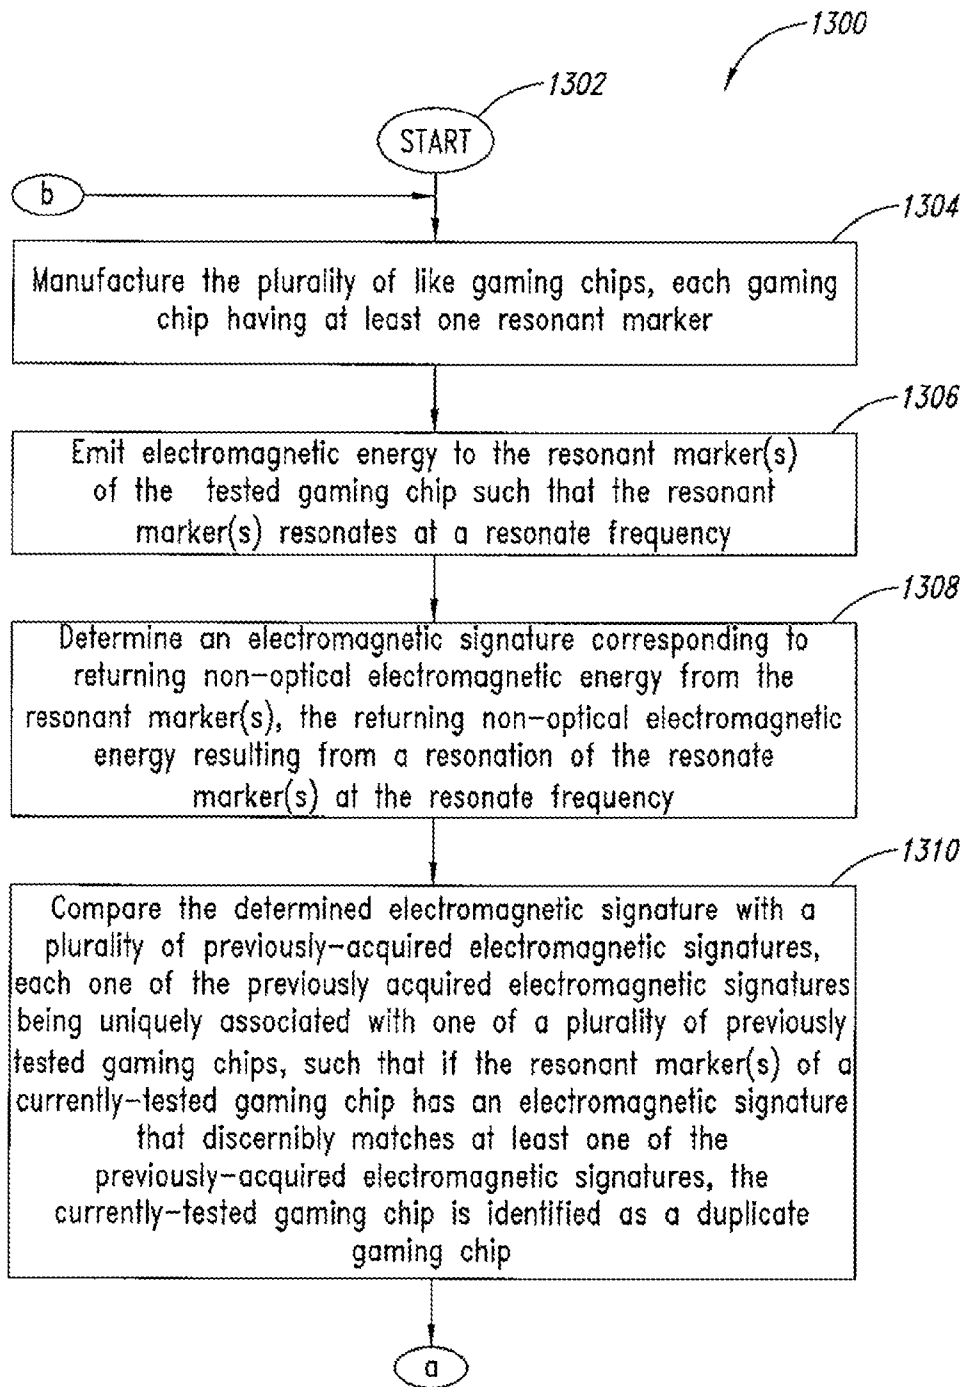 1300
1302
START
b
1304
Manufacture the plurality of like gaming chips, each gaming
chip having at least one resonant marker
1306
Emit electromagnetic energy to the resonant marker(s)
of the tested gaming chip such that the resonant
marker(s) resonates at a resonate frequency
1308
Determine an electromagnetic signature corresponding to
returning non-optical electromagnetic energy from the
resonant marker(s), the returning non-optical electromagnetic
energy resulting from a resonation of the resonate
marker(s) at the resonate frequency
1310
Compare the determined electromagnetic signature with a
plurality of previously-acquired electromagnetic signatures,
each one of the previously acquired electromagnetic signatures
being uniquely associated with one of a plurality of previously
tested gaming chips, such that if the resonant marker(s) of a
currently-tested gaming chip has an electromagnetic signature
that discernibly matches at least one of the
previously-acquired electromagnetic signatures, the
currently-tested gaming chip is identified as a duplicate
gaming chip
a